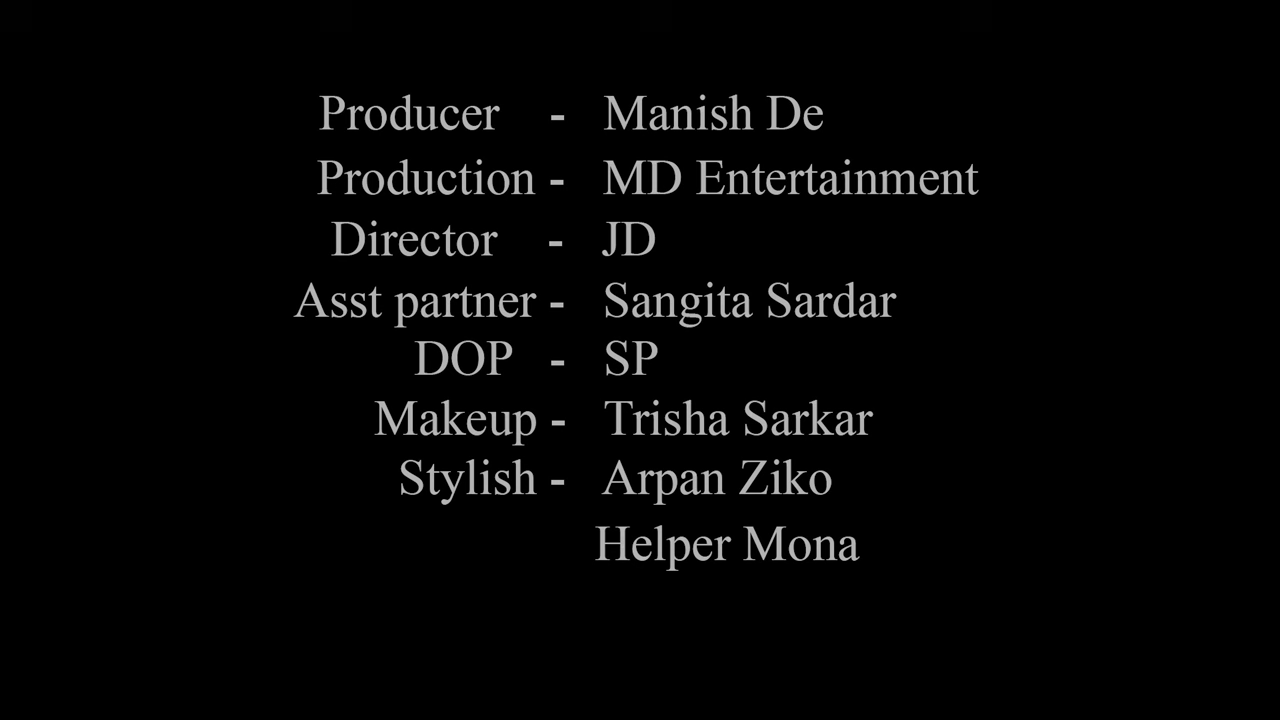 Producer - Manish De
Production - MD Entertainment
Director - JD
Asst partner - Sangita Sardar
DOP - SP
Makeup - Trisha Sarkar
Stylish - Arpan Ziko
Helper Mona